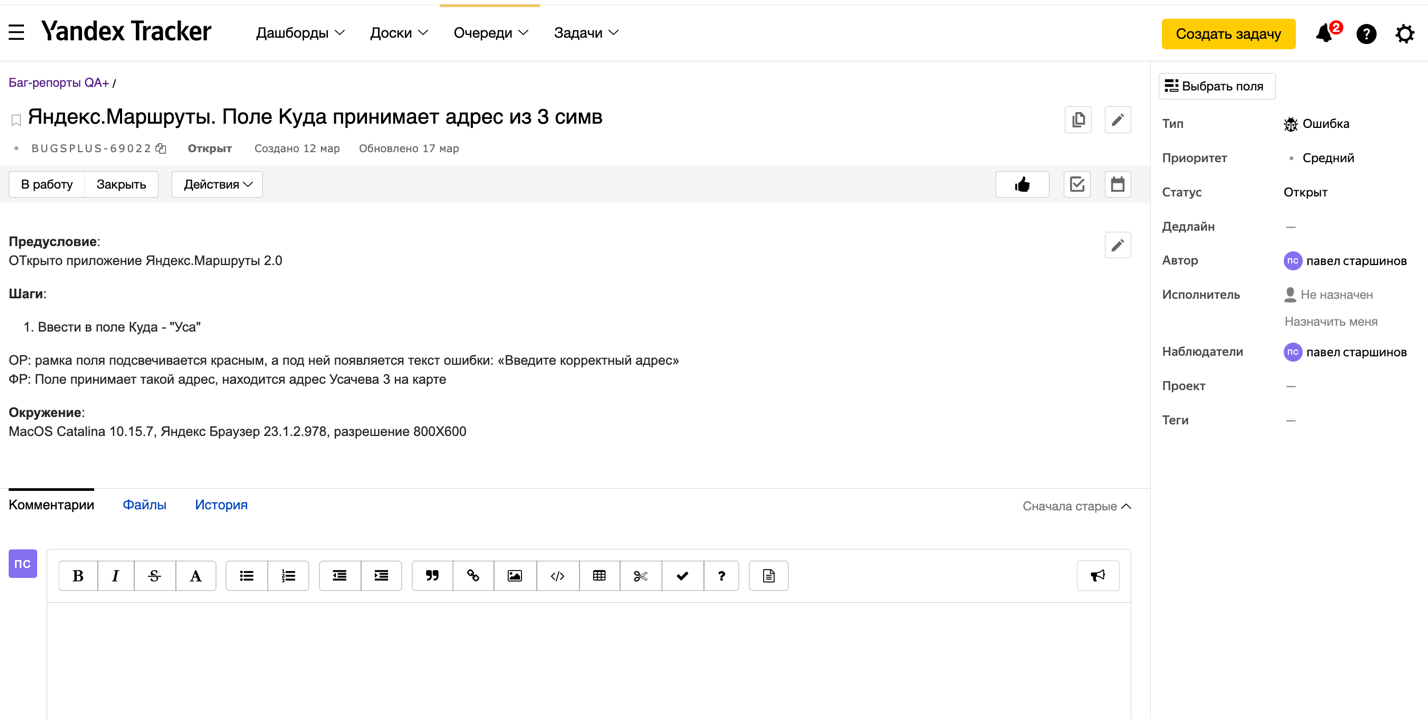 Yandex Tracker
Дашборды Доски Очереди Задачи
Создать задачу
2
?
Баг-репорты QA+ /
Яндекс.Маршруты. Поле Куда принимает адрес из 3 симв
BUGSPLUS-69022 Открыт Создано 12 мар Обновлено 17 мар
В работу Закрыть Действия
Предусловие:
ОТкрыто приложение Яндекс.Маршруты 2.0
Шаги:
1. Ввести в поле Куда - "Уса"
ОР: рамка поля подсвечивается красным, а под ней появляется текст ошибки: «Введите корректный адрес»
ФР: Поле принимает такой адрес, находится адрес Усачева 3 на карте
Окружение:
MacOS Catalina 10.15.7, Яндекс Браузер 23.1.2.978, разрешение 800X600
Комментарии Файлы История
Сначала старые
ПС
B I S A </> ?
Выбрать поля
Тип Ошибка
Приоритет Средний
Статус Открыт
Дедлайн —
Автор ПС павел старшинов
Исполнитель Не назначен
Назначить меня
Наблюдатели ПС павел старшинов
Проект —
Теги —